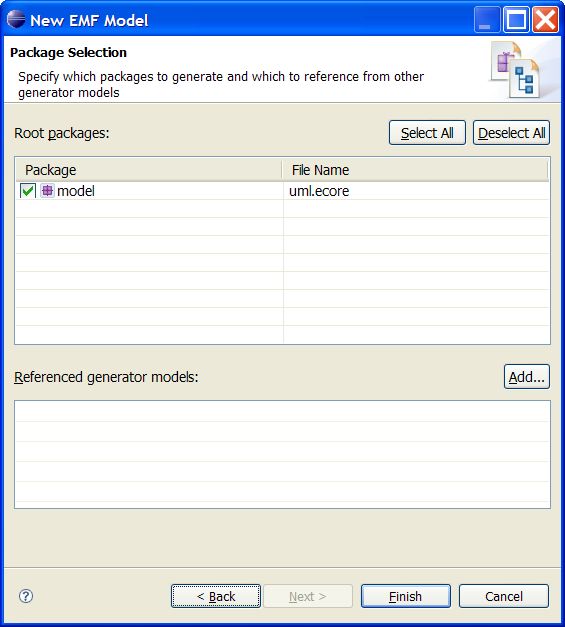 New EMF Model
Package Selection
Specify which packages to generate and which to reference from other
generator models
Root packages:
Select All
Deselect All
Package
File Name
model
uml.ecore
Referenced generator models:
Add...
?
< Back
Next >
Finish
Cancel